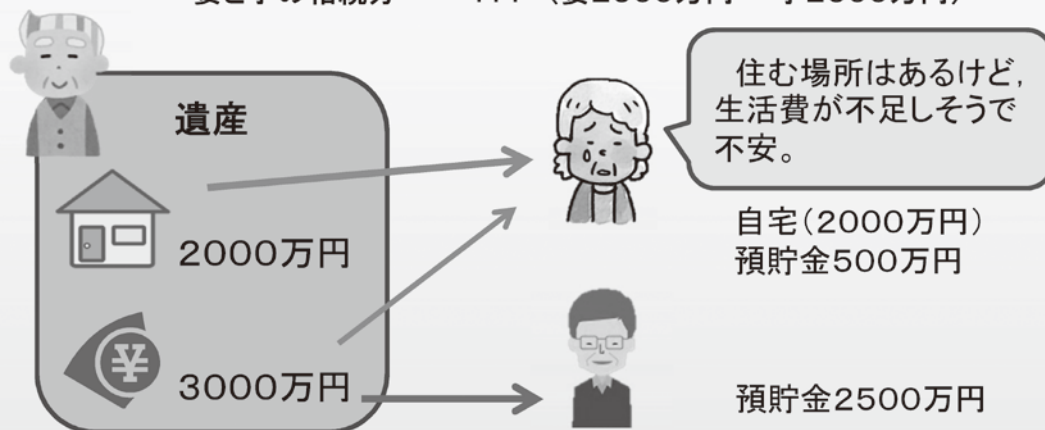 住む場所はあるけど，
生活費が不足しそうで
不安。
遺産
2000万円
自宅（2000万円）
預貯金500万円
¥
3000万円
預貯金2500万円